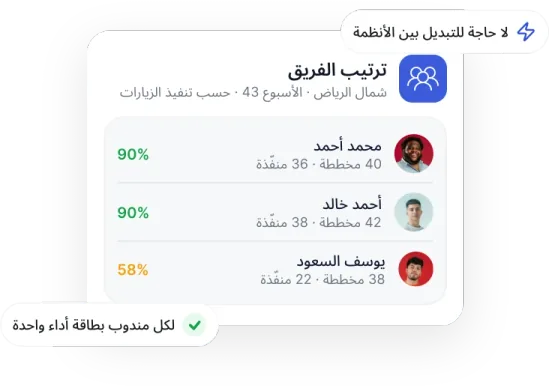 لا حاجة للتبديل بين الأنظمة
ترتيب الفريق
شمال الرياض · الأسبوع 43 · حسب تنفيذ الزيارات
محمد أحمد
40 مخططة · 36 منفّذة
90%
أحمد خالد
42 مخططة · 38 منفّذة
90%
يوسف السعود
38 مخططة · 22 منفّذة
58%
لكل مندوب بطاقة أداء واحدة